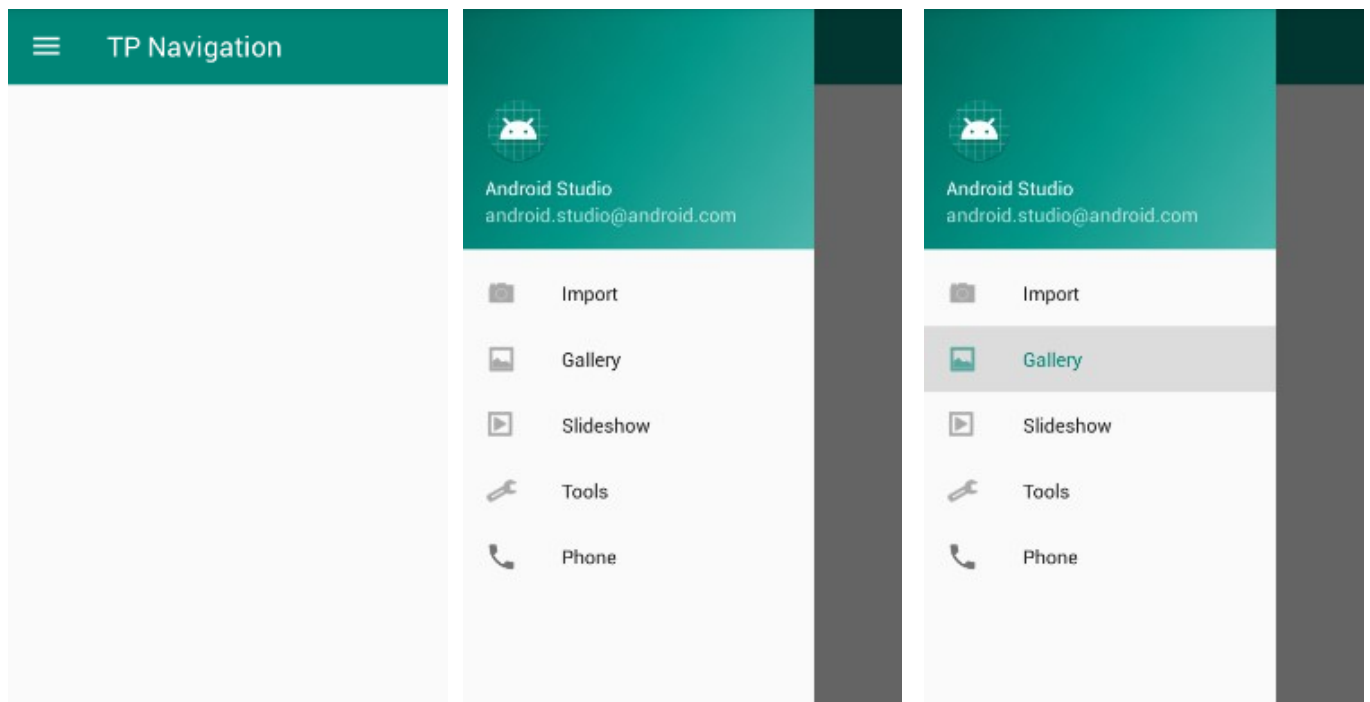 TP Navigation
Android Studio
android.studio@android.com
Import
Gallery
Slideshow
Tools
Phone
Android Studio
android.studio@android.com
Import
Gallery
Slideshow
Tools
Phone